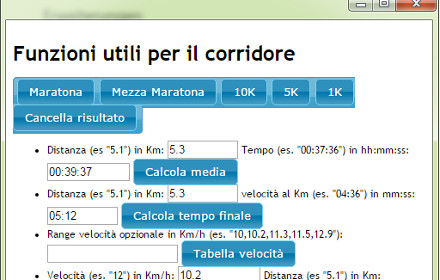 Funzioni utili per il corridore
Maratona Mezza Maratona 10K 5K 1K
Cancella risultato
Distanza (es "5.1") in Km: 5.3 Tempo (es. "00:37:36") in hh:mm:ss:
00:39:37 Calcola media
Distanza (es "5.1") in Km: 5.3 velocità al Km (es. "04:36") in mm:ss:
05:12 Calcola tempo finale
Range velocità opzionale in Km/h (es. "10,10.2,11.3,11.5,12.9"):
Tabella velocità
Velocità (es. "12") in Km/h: 10.2 Distanza (es "5.1") in Km: